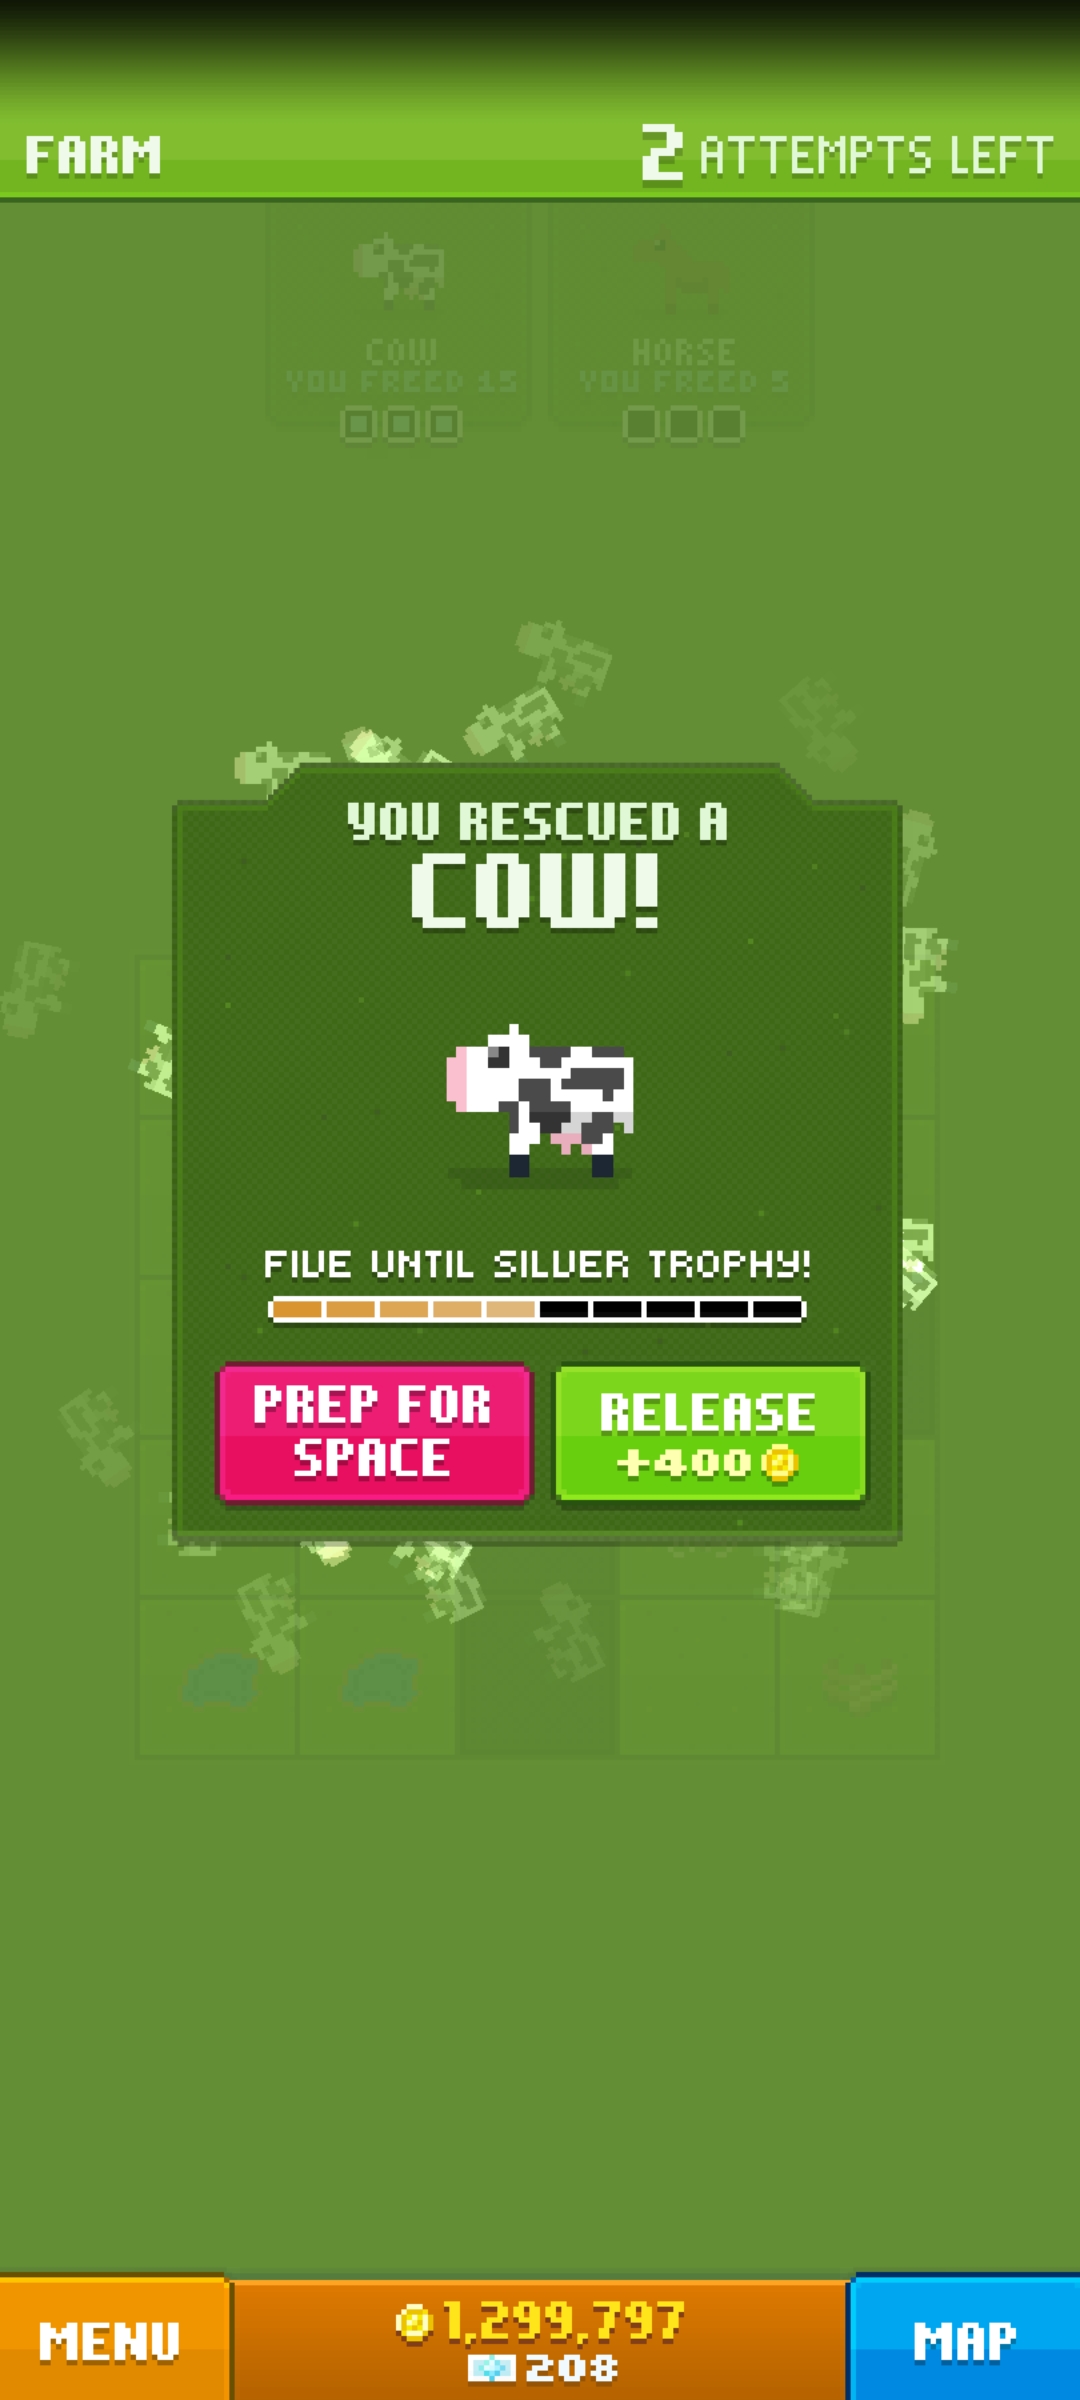 FARM
2 ATTEMPTS LEFT
COW
YOU FREED 15
HORSE
YOU FREED 5
YOU RESCUED A
COW!
FIVE UNTIL SILVER TROPHY!
PREP FOR
SPACE
RELEASE
+400
MENU
1,299,797
208
MAP